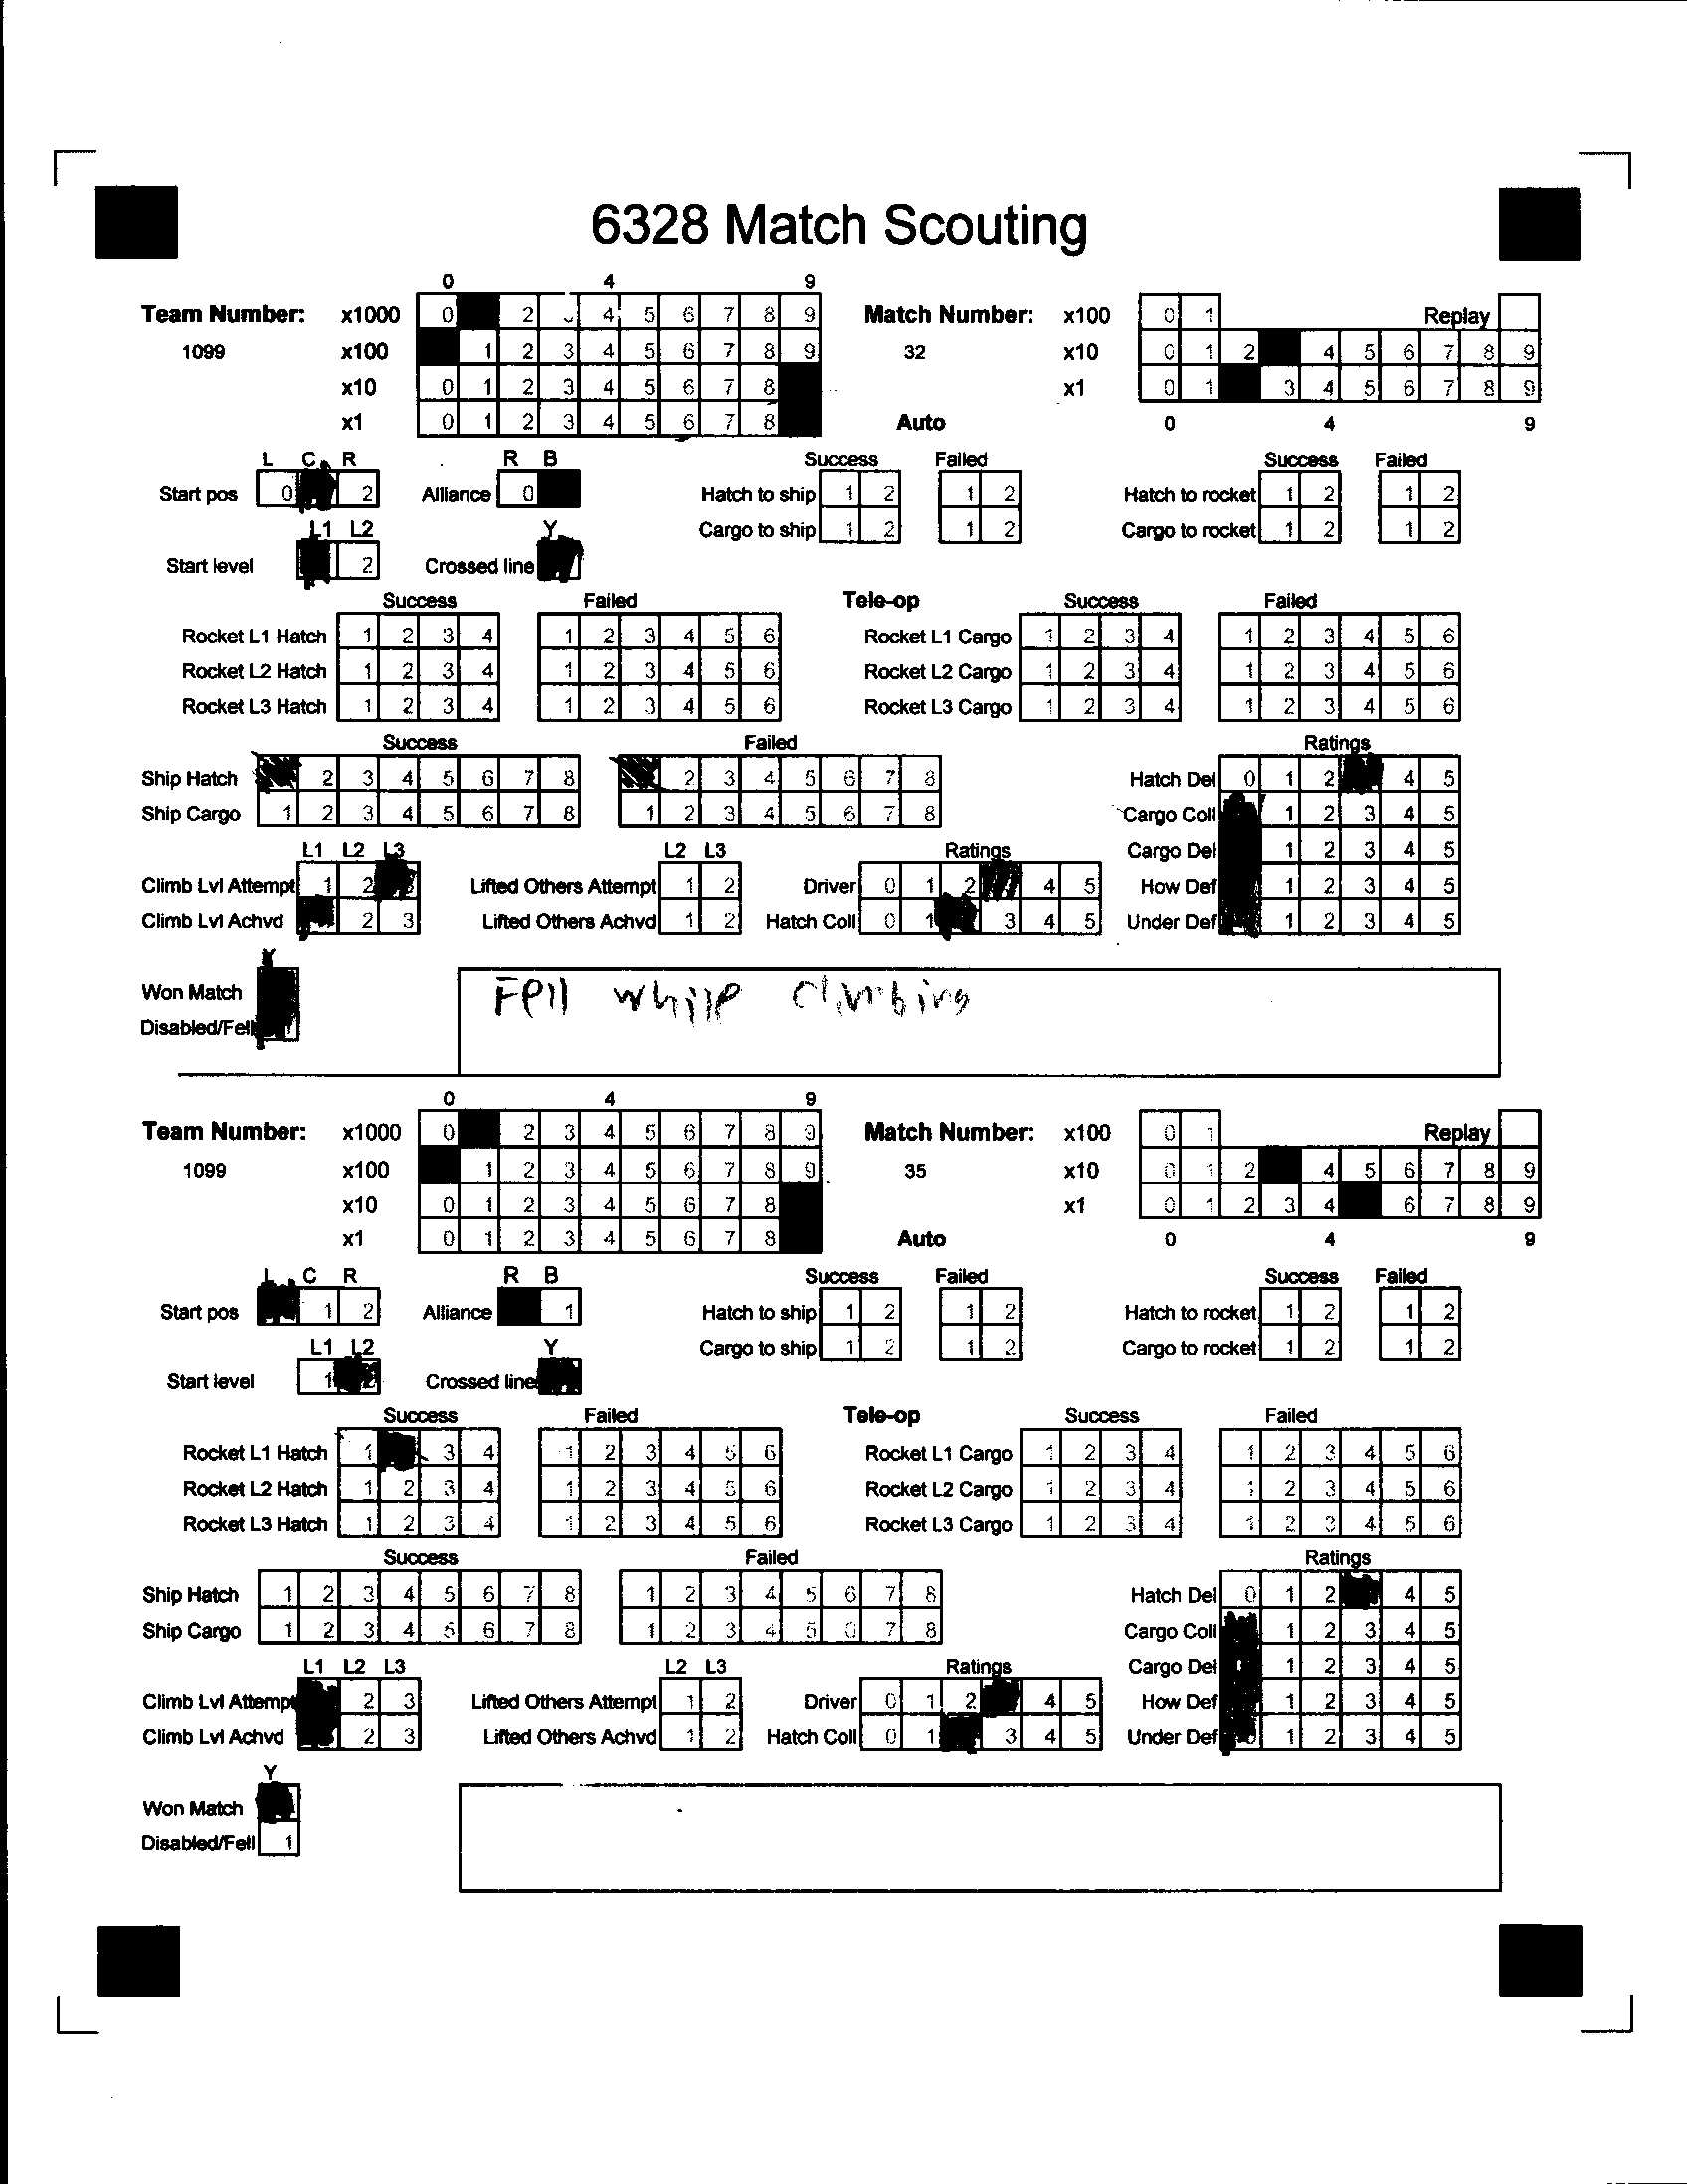 6328 Match Scouting
0 4 9
Team Number: x1000 0 2 4 5 6 7 8 9 Match Number: x100 0 1 Replay
1099 x100 1 2 3 4 5 6 7 8 9 32 x10 0 1 2 4 5 6 7 8 9
x10 0 1 2 3 4 5 6 7 8 x1 0 1 3 4 5 6 7 8 9
x1 0 1 2 3 4 5 6 7 8 Auto 0 4 9
L C R R B Success Failed Success Failed
Start pos 0 2 Alliance 0 Hatch to ship 1 2 1 2 Hatch to rocket 1 2 1 2
L1 L2 Y Cargo to ship 1 2 1 2 Cargo to rocket 1 2 1 2
Start level 2 Crossed line
Success Failed Tele-op Success Failed
Rocket L1 Hatch 1 2 3 4 1 2 3 4 5 6 Rocket L1 Cargo 1 2 3 4 1 2 3 4 5 6
Rocket L2 Hatch 1 2 3 4 1 2 3 4 5 6 Rocket L2 Cargo 1 2 3 4 1 2 3 4 5 6
Rocket L3 Hatch 1 2 3 4 1 2 3 4 5 6 Rocket L3 Cargo 1 2 3 4 1 2 3 4 5 6
Success Failed Ratings
Ship Hatch 2 3 4 5 6 7 8 2 3 4 5 6 7 8 Hatch Del 0 1 2 4 5
Ship Cargo 1 2 3 4 5 6 7 8 1 2 3 4 5 6 7 8 Cargo Coll 1 2 3 4 5
L1 L2 L3 L2 L3 Ratings Cargo Del 1 2 3 4 5
Climb Lvl Attempt 1 2 Lifted Others Attempt 1 2 Driver 0 1 2 4 5 How Def 1 2 3 4 5
Climb Lvl Achvd 2 3 Lifted Others Achvd 1 2 Hatch Coll 0 1 3 4 5 Under Def 1 2 3 4 5
Y
Won Match Fell while climbing
Disabled/Fell
0 4 9
Team Number: x1000 0 2 3 4 5 6 7 8 9 Match Number: x100 0 1 Replay
1099 x100 1 2 3 4 5 6 7 8 9 35 x10 0 1 2 4 5 6 7 8 9
x10 0 1 2 3 4 5 6 7 8 x1 0 1 2 3 4 6 7 8 9
x1 0 1 2 3 4 5 6 7 8 Auto 0 4 9
L C R R B Success Failed Success Failed
Start pos 1 2 Alliance 1 Hatch to ship 1 2 1 2 Hatch to rocket 1 2 1 2
L1 L2 Y Cargo to ship 1 2 1 2 Cargo to rocket 1 2 1 2
Start level 1 Crossed line
Success Failed Tele-op Success Failed
Rocket L1 Hatch 1 3 4 1 2 3 4 5 6 Rocket L1 Cargo 1 2 3 4 1 2 3 4 5 6
Rocket L2 Hatch 1 2 3 4 1 2 3 4 5 6 Rocket L2 Cargo 1 2 3 4 1 2 3 4 5 6
Rocket L3 Hatch 1 2 3 4 1 2 3 4 5 6 Rocket L3 Cargo 1 2 3 4 1 2 3 4 5 6
Success Failed Ratings
Ship Hatch 1 2 3 4 5 6 7 8 1 2 3 4 5 6 7 8 Hatch Del 0 1 2 4 5
Ship Cargo 1 2 3 4 5 6 7 8 1 2 3 4 5 6 7 8 Cargo Coll 1 2 3 4 5
L1 L2 L3 L2 L3 Ratings Cargo Del 1 2 3 4 5
Climb Lvl Attempt 2 3 Lifted Others Attempt 1 2 Driver 0 1 2 4 5 How Def 1 2 3 4 5
Climb Lvl Achvd 2 3 Lifted Others Achvd 1 2 Hatch Coll 0 1 3 4 5 Under Def 1 2 3 4 5
Y
Won Match
Disabled/Fell 1